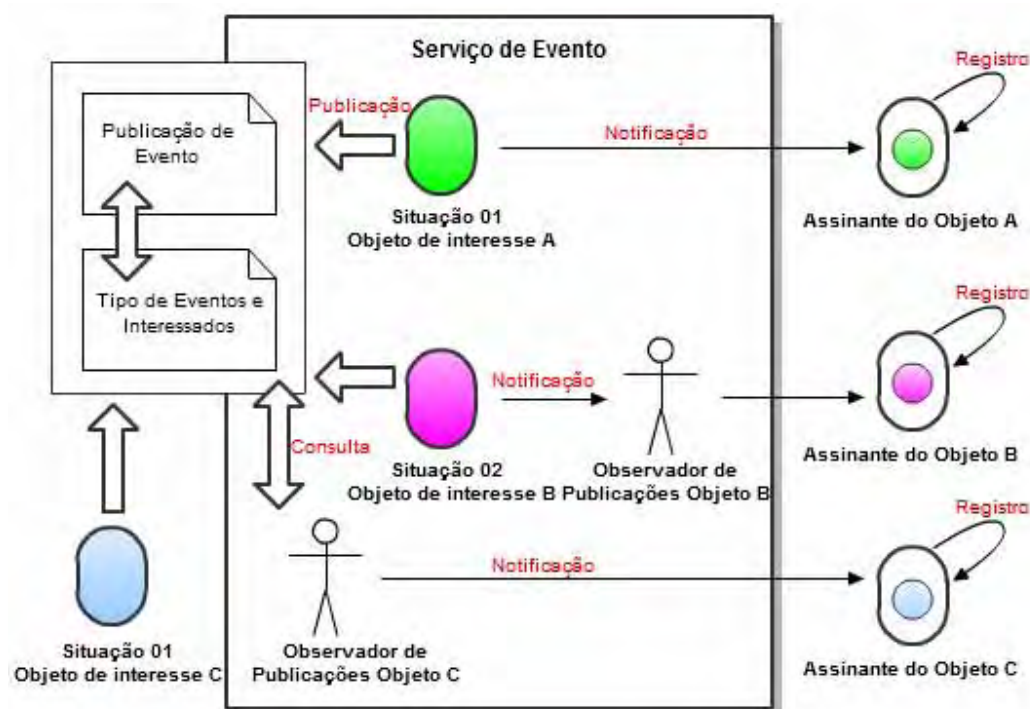 Serviço de Evento
Publicação de
Evento
Tipo de Eventos e
Interessados
Publicação
Situação 01
Objeto de interesse A
Notificação
Registro
Assinante do Objeto A
Situação 02
Objeto de interesse B
Notificação
Observador de
Publicações Objeto B
Registro
Assinante do Objeto B
Consulta
Situação 01
Objeto de interesse C
Observador de
Publicações Objeto C
Notificação
Registro
Assinante do Objeto C